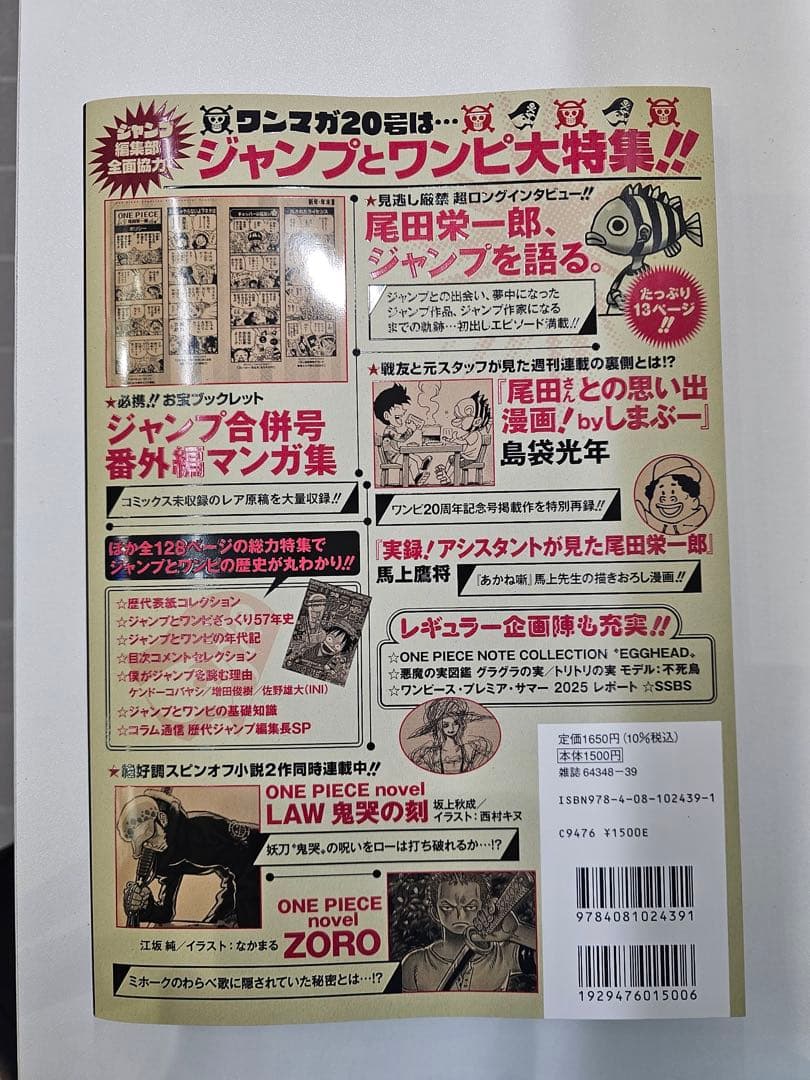 ジャンプ
編集部
全面協力
ワンマガ20号は…
ジャンプとワンピ大特集!!
ONE PIECE
尾田栄一郎
★見逃し厳禁 超ロングインタビュー!!
尾田栄一郎、
ジャンプを語る。
たっぷり
13ページ
!!
ジャンプとの出会い、夢中になった
ジャンプ作品、ジャンプ作家になる
までの軌跡…初出しエピソード満載!!
★必携!! お宝ブックレット
ジャンプ合併号
番外編マンガ集
コミックス未収録のレア原稿を大量収録!!
★戦友と元スタッフが見た週刊連載の裏側とは!?
『尾田さんとの思い出
漫画!byしまぶー』
島袋光年
ワンピ20周年記念号掲載作を特別再録!!
『実録!アシスタントが見た尾田栄一郎』
馬上鷹将
『あかね噺』馬上先生の描きおろし漫画!!
ほか全128ページの総力特集で
ジャンプとワンピの歴史が丸わかり!!
☆歴代表紙コレクション
☆ジャンプとワンピざっくり57年史
☆ジャンプとワンピの年代記
☆目次コメントセレクション
☆僕がジャンプを読む理由
ケンドーコバヤシ/増田俊樹/佐野雄大(INI)
☆ジャンプとワンピの基礎知識
☆コラム通信 歴代ジャンプ編集長SP
レギュラー企画陣も充実!!
☆ONE PIECE NOTE COLLECTION “EGGHEAD”
☆悪魔の実図鑑 グラグラの実/トリトリの実 モデル:不死鳥
☆ワンピース・プレミア・サマー 2025 レポート ☆SSBS
★絶好調スピンオフ小説2作同時連載中!!
ONE PIECE novel
LAW 鬼哭の刻
坂上秋成/
イラスト:西村キヌ
妖刀“鬼哭”の呪いをローは打ち破れるか…!?
ONE PIECE
novel
ZORO
江坂 純/イラスト:なかまる
ミホークのわらべ歌に隠されていた秘密とは…!?
定価1650円(10%税込)
本体1500円
雑誌 64348-39
ISBN978-4-08-102439-1
C9476 ¥1500E
9784081024391
1929476015006